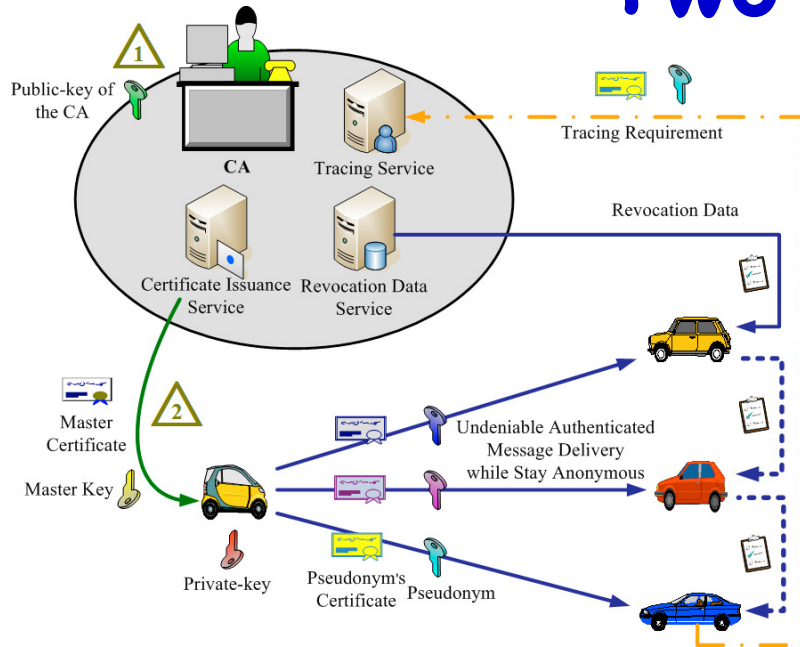 1
Public-key of
the CA
CA
Tracing Service
Tracing Requirement
Revocation Data
Certificate Issuance
Service
Revocation Data
Service
Master
Certificate
2
Master Key
Undeniable Authenticated
Message Delivery
while Stay Anonymous
Private-key
Pseudonym's
Certificate
Pseudonym